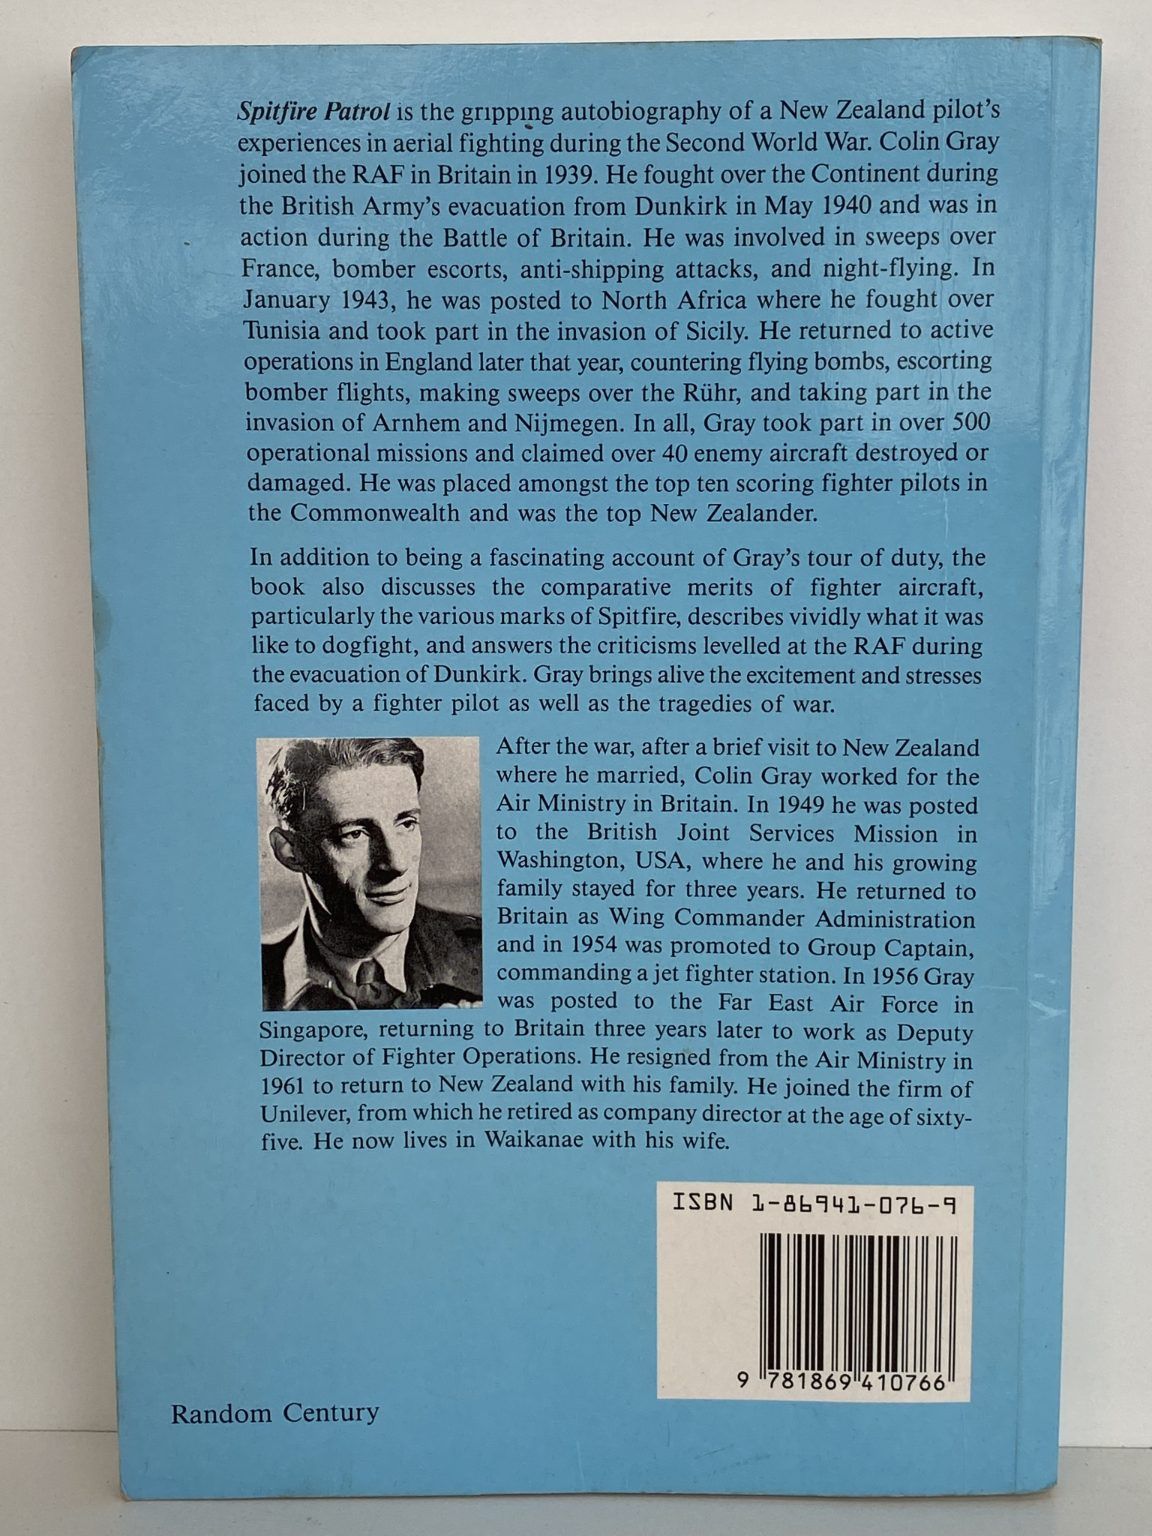 Spitfire Patrol is the gripping autobiography of a New Zealand pilot's
experiences in aerial fighting during the Second World War. Colin Gray
joined the RAF in Britain in 1939. He fought over the Continent during
the British Army's evacuation from Dunkirk in May 1940 and was in
action during the Battle of Britain. He was involved in sweeps over
France, bomber escorts, anti-shipping attacks, and night-flying. In
January 1943, he was posted to North Africa where he fought over
Tunisia and took part in the invasion of Sicily. He returned to active
operations in England later that year, countering flying bombs, escorting
bomber flights, making sweeps over the Rühr, and taking part in the
invasion of Arnhem and Nijmegen. In all, Gray took part in over 500
operational missions and claimed over 40 enemy aircraft destroyed or
damaged. He was placed amongst the top ten scoring fighter pilots in
the Commonwealth and was the top New Zealander.
In addition to being a fascinating account of Gray's tour of duty, the
book also discusses the comparative merits of fighter aircraft,
particularly the various marks of Spitfire, describes vividly what it was
like to dogfight, and answers the criticisms levelled at the RAF during
the evacuation of Dunkirk. Gray brings alive the excitement and stresses
faced by a fighter pilot as well as the tragedies of war.
After the war, after a brief visit to New Zealand
where he married, Colin Gray worked for the
Air Ministry in Britain. In 1949 he was posted
to the British Joint Services Mission in
Washington, USA, where he and his growing
family stayed for three years. He returned to
Britain as Wing Commander Administration
and in 1954 was promoted to Group Captain,
commanding a jet fighter station. In 1956 Gray
was posted to the Far East Air Force in
Singapore, returning to Britain three years later to work as Deputy
Director of Fighter Operations. He resigned from the Air Ministry in
1961 to return to New Zealand with his family. He joined the firm of
Unilever, from which he retired as company director at the age of sixty-
five. He now lives in Waikanae with his wife.
ISBN 1-86941-076-9
9 781869 410766
Random Century